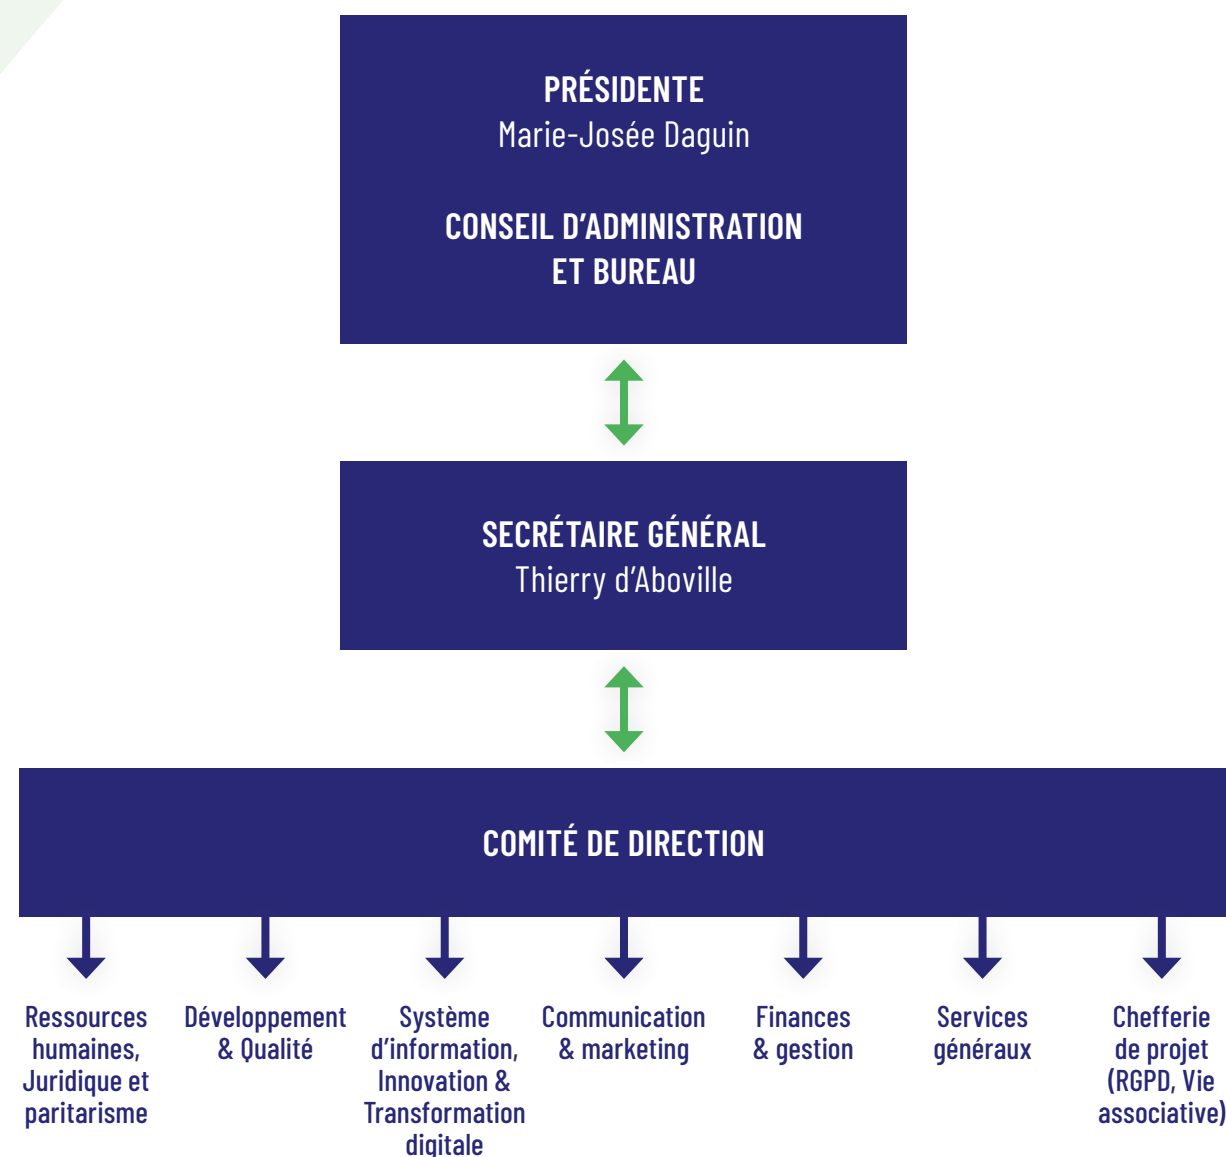 PRÉSIDENTE
Marie-Josée Daguin
CONSEIL D’ADMINISTRATION
ET BUREAU
SECRÉTAIRE GÉNÉRAL
Thierry d’Aboville
COMITÉ DE DIRECTION
Ressources
humaines,
Juridique et
paritarisme
Développement
& Qualité
Système
d’information,
Innovation &
Transformation
digitale
Communication
& marketing
Finances
& gestion
Services
généraux
Chefferie
de projet
(RGPD, Vie
associative)